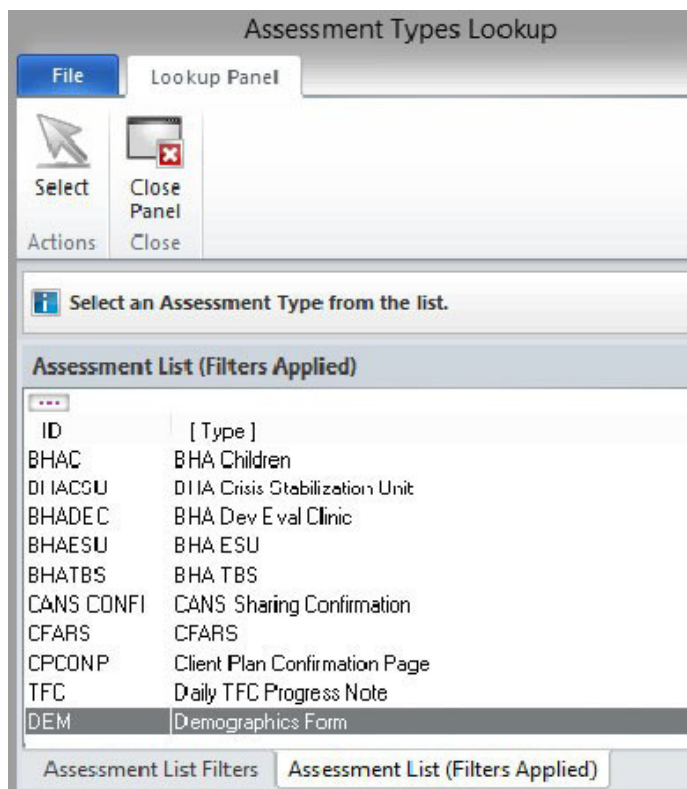 Assessment Types Lookup
File Lookup Panel
Select Close Panel
Actions Close
Select an Assessment Type from the list.
Assessment List (Filters Applied)
ID [ Type ]
BHAC BHA Children
BHACSU BHA Crisis Stabilization Unit
BHADEC BHA Dev Eval Clinic
BHAESU BHA ESU
BHATBS BHA TBS
CANS CONFI CANS Sharing Confirmation
CFARS CFARS
CPCONP Client Plan Confirmation Page
TFC Daily TFC Progress Note
DEM Demographics Form
Assessment List Filters Assessment List (Filters Applied)